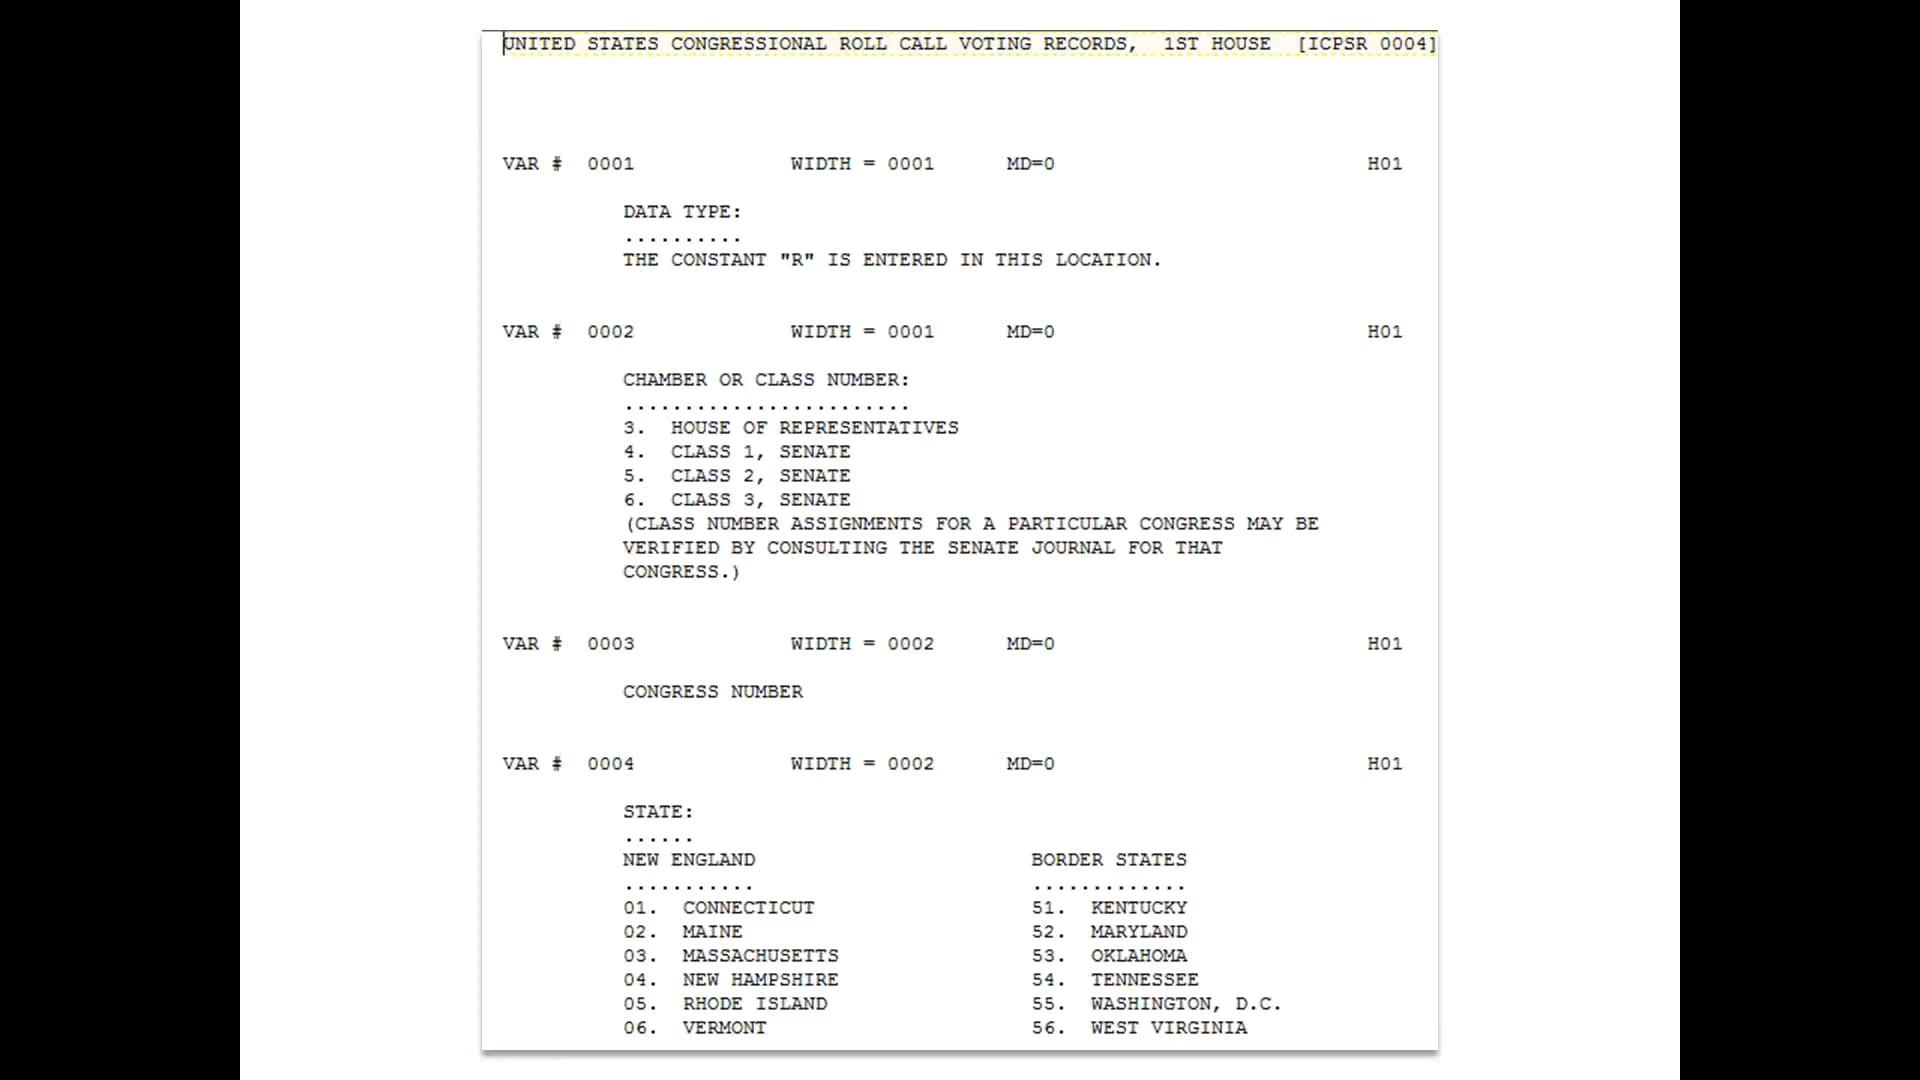 UNITED STATES CONGRESSIONAL ROLL CALL VOTING RECORDS,  1ST HOUSE  [ICPSR 0004]
VAR #  0001             WIDTH = 0001      MD=0                          H01
DATA TYPE:
..........
THE CONSTANT "R" IS ENTERED IN THIS LOCATION.
VAR #  0002             WIDTH = 0001      MD=0                          H01
CHAMBER OR CLASS NUMBER:
........................
3.  HOUSE OF REPRESENTATIVES
4.  CLASS 1, SENATE
5.  CLASS 2, SENATE
6.  CLASS 3, SENATE
(CLASS NUMBER ASSIGNMENTS FOR A PARTICULAR CONGRESS MAY BE
VERIFIED BY CONSULTING THE SENATE JOURNAL FOR THAT
CONGRESS.)
VAR #  0003             WIDTH = 0002      MD=0                          H01
CONGRESS NUMBER
VAR #  0004             WIDTH = 0002      MD=0                          H01
STATE:
......
NEW ENGLAND                       BORDER STATES
...........                       .............
01.  CONNECTICUT                  51.  KENTUCKY
02.  MAINE                        52.  MARYLAND
03.  MASSACHUSETTS                53.  OKLAHOMA
04.  NEW HAMPSHIRE                54.  TENNESSEE
05.  RHODE ISLAND                 55.  WASHINGTON, D.C.
06.  VERMONT                      56.  WEST VIRGINIA